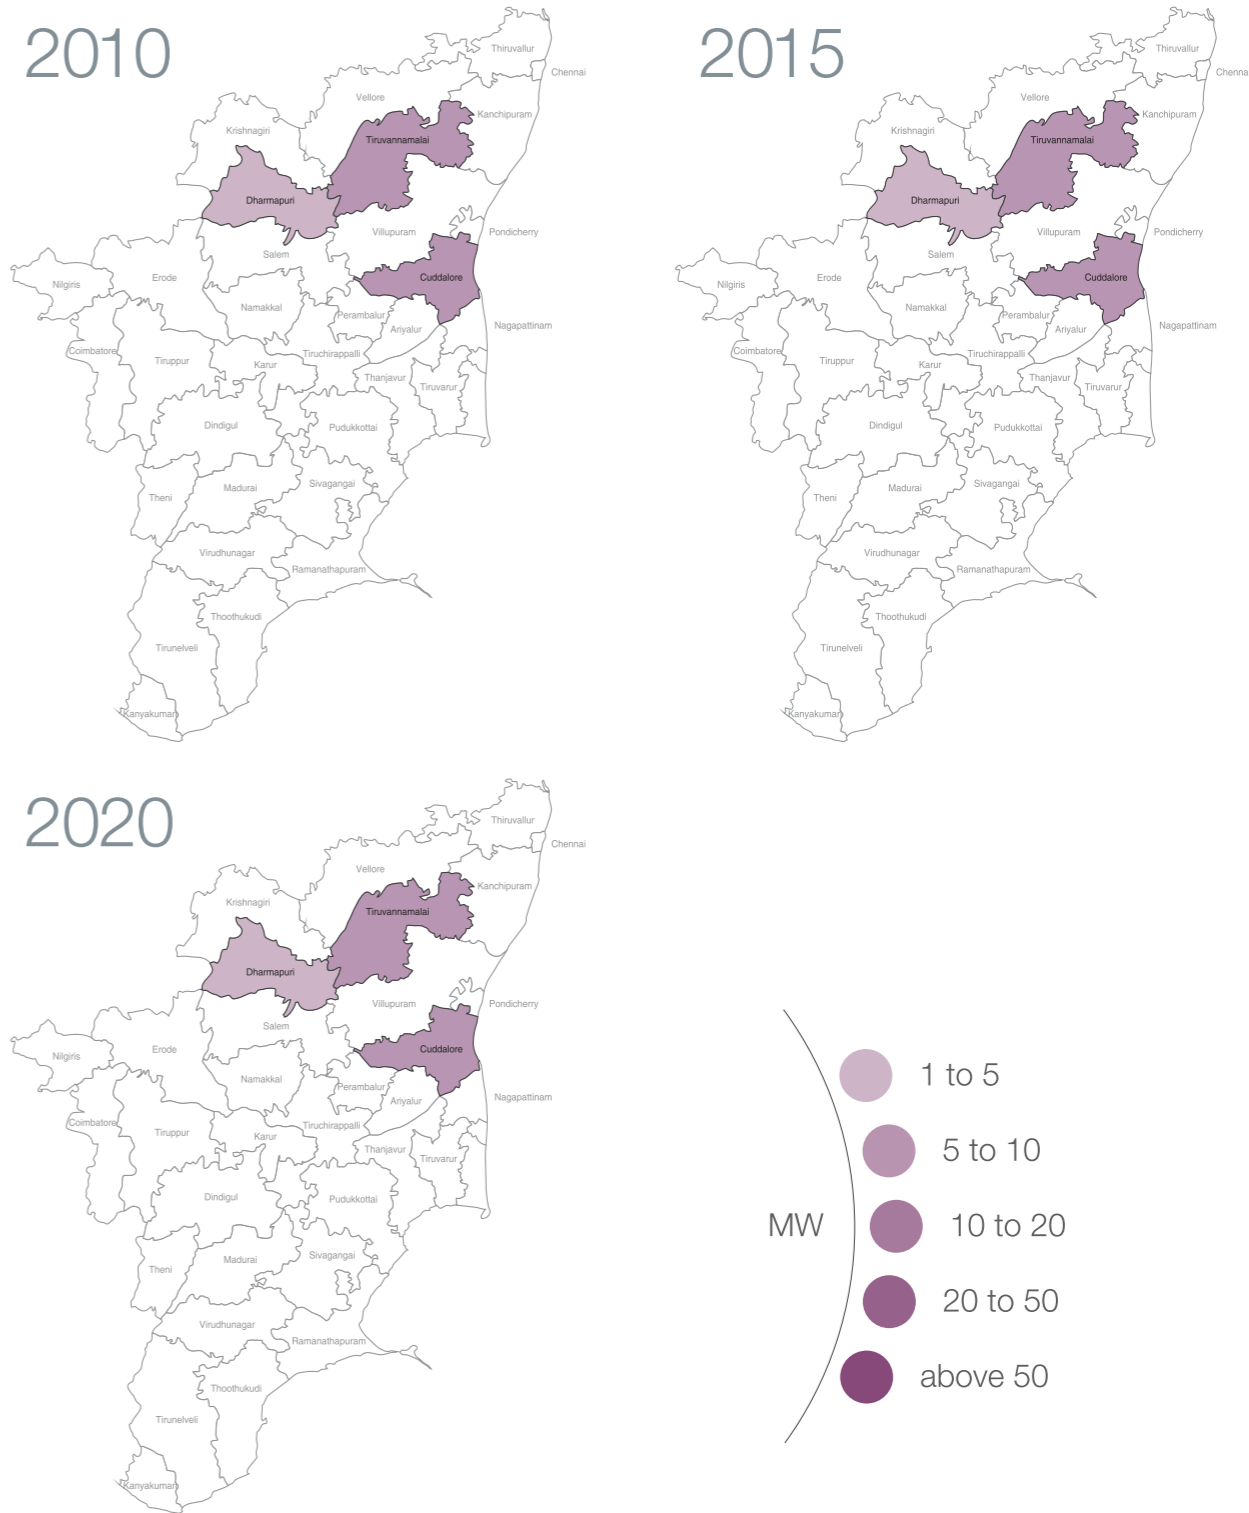 2010
Thiruvallur
Chennai
Vellore
Kanchipuram
Krishnagiri
Tiruvannamalai
Dharmapuri
Villupuram
Pondicherry
Salem
Erode
Nilgiris
Cuddalore
Namakkal
Perambalur
Ariyalur
Nagapattinam
Coimbatore
Tiruppur
Karur
Tiruchirappalli
Thanjavur
Tiruvarur
Dindigul
Pudukkottai
Theni
Madurai
Sivagangai
Virudhunagar
Ramanathapuram
Thoothukudi
Tirunelveli
Kanyakumari
2015
Thiruvallur
Chenna
Vellore
Kanchipuram
Krishnagiri
Tiruvannamalai
Dharmapuri
Villupuram
Pondicherry
Salem
Erode
Nilgiris
Cuddalore
Namakkal
Perambalur
Ariyalur
Nagapattinam
Coimbatore
Tiruppur
Karur
Tiruchirappalli
Thanjavur
Tiruvarur
Dindigul
Pudukkottai
Theni
Madurai
Sivagangai
Virudhunagar
Ramanathapuram
Thoothukudi
Tirunelveli
Kanyakumari
2020
Thiruvallur
Chennai
Vellore
Kanchipuram
Krishnagiri
Tiruvannamalai
Dharmapuri
Villupuram
Pondicherry
Salem
Erode
Nilgiris
Cuddalore
Namakkal
Perambalur
Ariyalur
Nagapattinam
Coimbatore
Tiruppur
Karur
Tiruchirappalli
Thanjavur
Tiruvarur
Dindigul
Pudukkottai
Theni
Madurai
Sivagangai
Virudhunagar
Ramanathapuram
Thoothukudi
Tirunelveli
Kanyakumari
MW
1 to 5
5 to 10
10 to 20
20 to 50
above 50